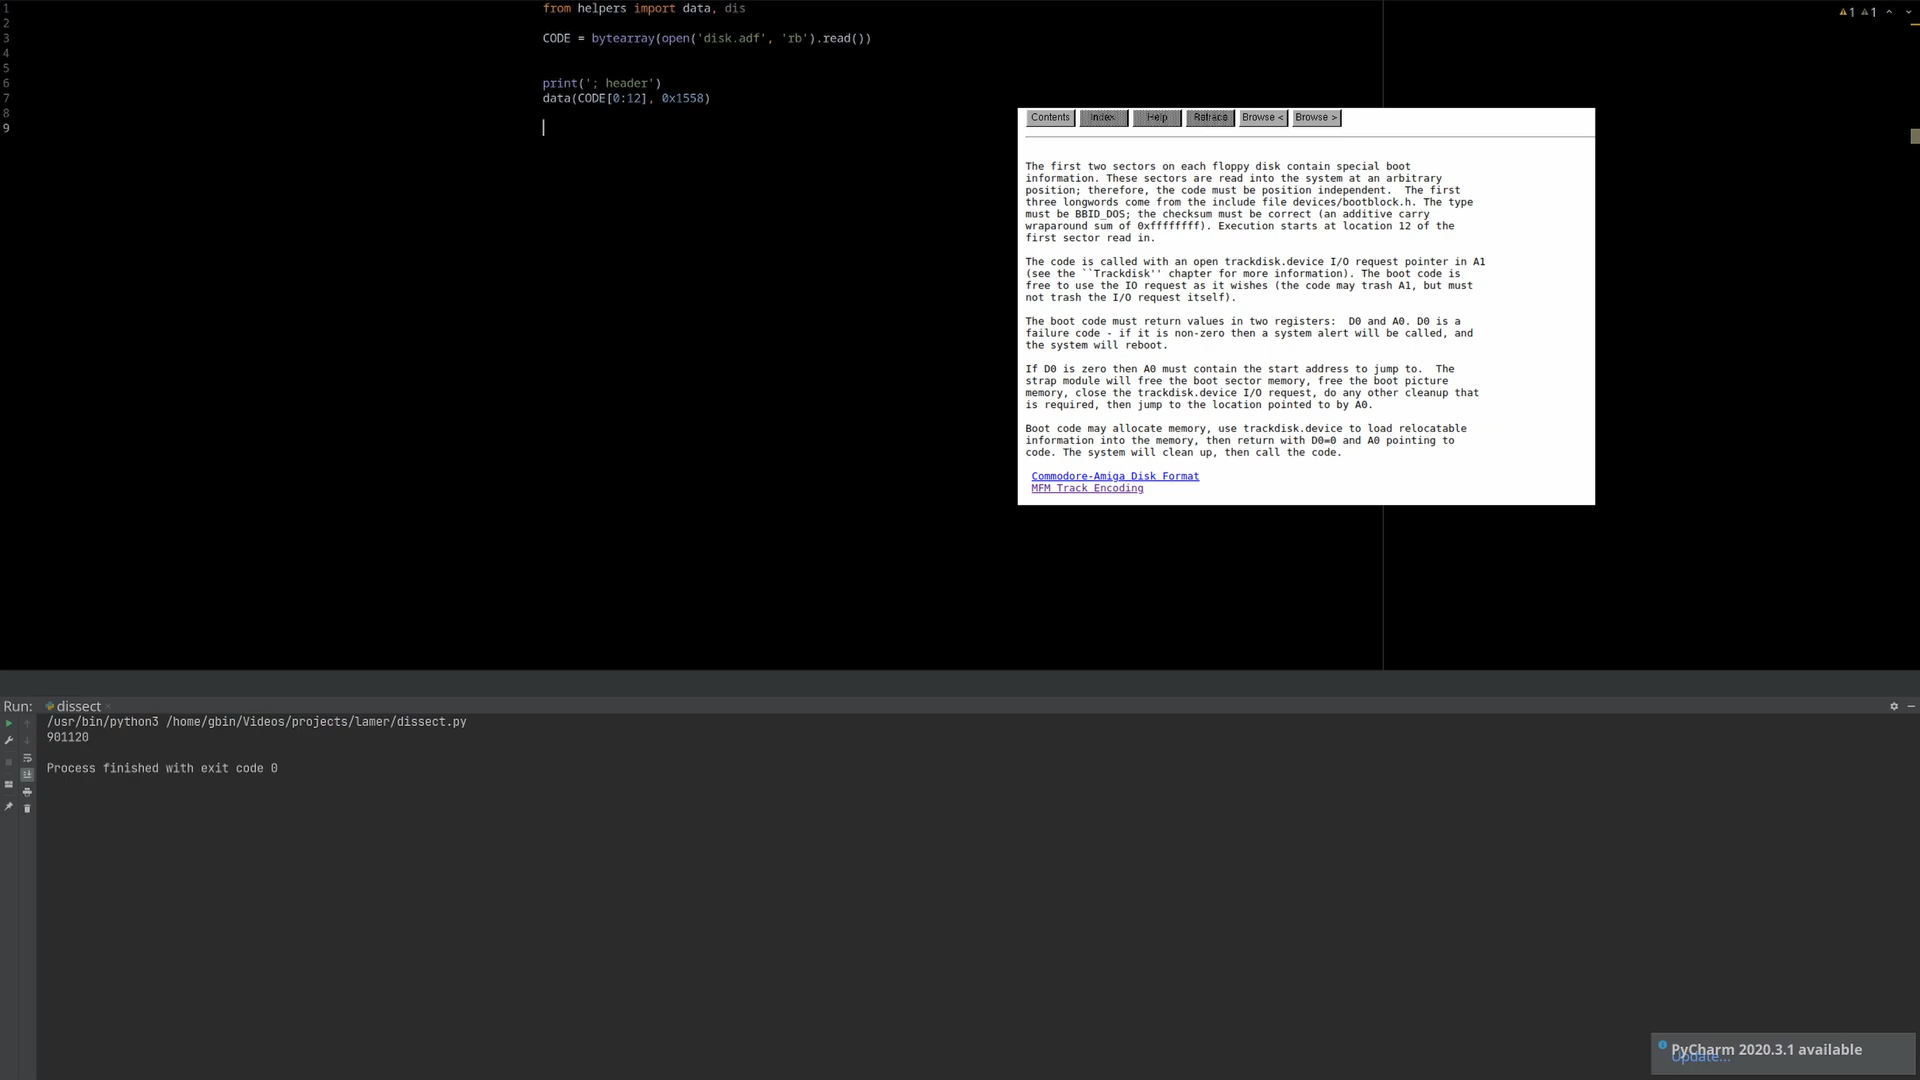 1 from helpers import data, dis
2
3 CODE = bytearray(open('disk.adf', 'rb').read())
4
5
6 print('; header')
7 data(CODE[0:12], 0x1558)
8
9
1 1
Contents Index Help Retrace Browse < Browse >
The first two sectors on each floppy disk contain special boot
information. These sectors are read into the system at an arbitrary
position; therefore, the code must be position independent.  The first
three longwords come from the include file devices/bootblock.h. The type
must be BBID_DOS; the checksum must be correct (an additive carry
wraparound sum of 0xffffffff). Execution starts at location 12 of the
first sector read in.
The code is called with an open trackdisk.device I/O request pointer in A1
(see the ``Trackdisk'' chapter for more information). The boot code is
free to use the IO request as it wishes (the code may trash A1, but must
not trash the I/O request itself).
The boot code must return values in two registers:  D0 and A0. D0 is a
failure code - if it is non-zero then a system alert will be called, and
the system will reboot.
If D0 is zero then A0 must contain the start address to jump to.  The
strap module will free the boot sector memory, free the boot picture
memory, close the trackdisk.device I/O request, do any other cleanup that
is required, then jump to the location pointed to by A0.
Boot code may allocate memory, use trackdisk.device to load relocatable
information into the memory, then return with D0=0 and A0 pointing to
code. The system will clean up, then call the code.
Commodore-Amiga Disk Format
MFM Track Encoding
Run: dissect
/usr/bin/python3 /home/gbin/Videos/projects/lamer/dissect.py
901120
Process finished with exit code 0
PyCharm 2020.3.1 available
Update...